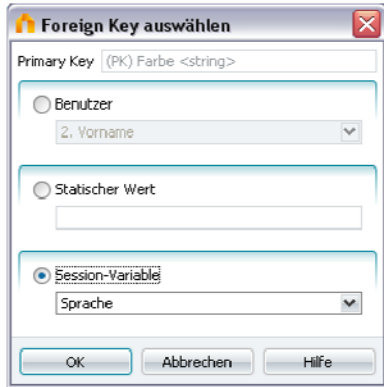 Foreign Key auswählen
Primary Key (PK) Farbe <string>
Benutzer
2. Vorname
Statischer Wert
Session-Variable
Sprache
OK Abbrechen Hilfe